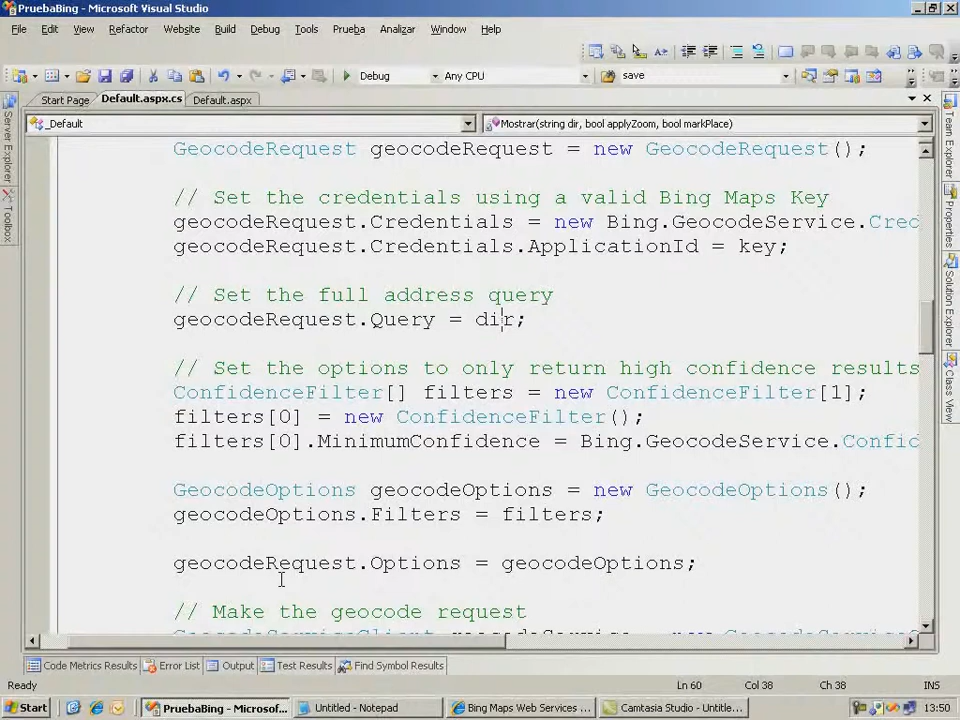 PruebaBing - Microsoft Visual Studio
File Edit View Refactor Website Build Debug Tools Prueba Analizar Window Help
Debug Any CPU save
Start Page Default.aspx.cs Default.aspx
_Default Mostrar(string dir, bool applyZoom, bool markPlace)
Server Explorer
Toolbox
Team Explorer
Properties
Solution Explorer
Class View
GeocodeRequest geocodeRequest = new GeocodeRequest();
// Set the credentials using a valid Bing Maps Key
geocodeRequest.Credentials = new Bing.GeocodeService.Cred
geocodeRequest.Credentials.ApplicationId = key;
// Set the full address query
geocodeRequest.Query = dir;
// Set the options to only return high confidence results
ConfidenceFilter[] filters = new ConfidenceFilter[1];
filters[0] = new ConfidenceFilter();
filters[0].MinimumConfidence = Bing.GeocodeService.Confid
GeocodeOptions geocodeOptions = new GeocodeOptions();
geocodeOptions.Filters = filters;
geocodeRequest.Options = geocodeOptions;
// Make the geocode request
Code Metrics Results Error List Output Test Results Find Symbol Results
Ready Ln 60 Col 38 Ch 38 INS
Start PruebaBing - Microsof... Untitled - Notepad Bing Maps Web Services ... Camtasia Studio - Untitle... 13:50